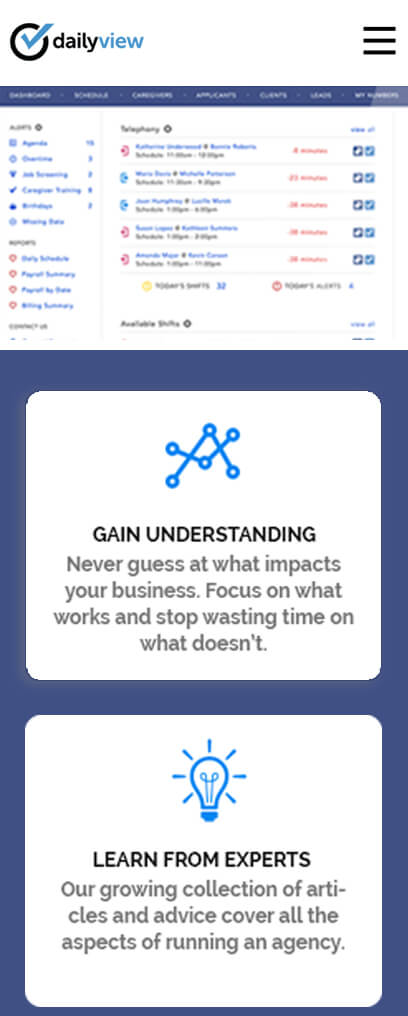 dailyview
DASHBOARD SCHEDULE CAREGIVERS APPLICANTS CLIENTS LEADS MY NUMBERS
ALERTS
Agenda 15
Overtime 3
Job Screening 2
Caregiver Training 8
Birthdays 2
Missing Data
REPORTS
Daily Schedule
Payroll Summary
Payroll by Date
Billing Summary
CONTACT US
Telephony view all
Katherine Underwood @ Bonnie Roberts
Schedule: 11:00am - 12:00pm
-8 minutes
Maria Davis @ Michelle Patterson
Schedule: 11:30am - 9:30pm
-23 minutes
Joan Humphrey @ Lucille Marsh
Schedule: 1:00pm - 6:00pm
-38 minutes
Susan Lopez @ Kathleen Summers
Schedule: 1:00pm - 3:00pm
-38 minutes
Amanda Major @ Kevin Carson
-38 minutes
TODAY'S SHIFTS 32 TODAY'S ALERTS 4
Available Shifts view all
GAIN UNDERSTANDING
Never guess at what impacts
your business. Focus on what
works and stop wasting time on
what doesn't.
LEARN FROM EXPERTS
Our growing collection of arti-
cles and advice cover all the
aspects of running an agency.